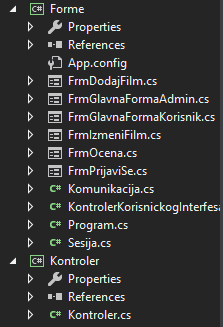 C# Forme
Properties
References
App.config
FrmDodajFilm.cs
FrmGlavnaFormaAdmin.cs
FrmGlavnaFormaKorisnik.cs
FrmIzmeniFilm.cs
FrmOcena.cs
FrmPrijaviSe.cs
C# Komunikacija.cs
C# KontrolerKorisnickogInterfesa
C# Program.cs
C# Sesija.cs
C# Kontroler
Properties
References
C# Kontroler.cs